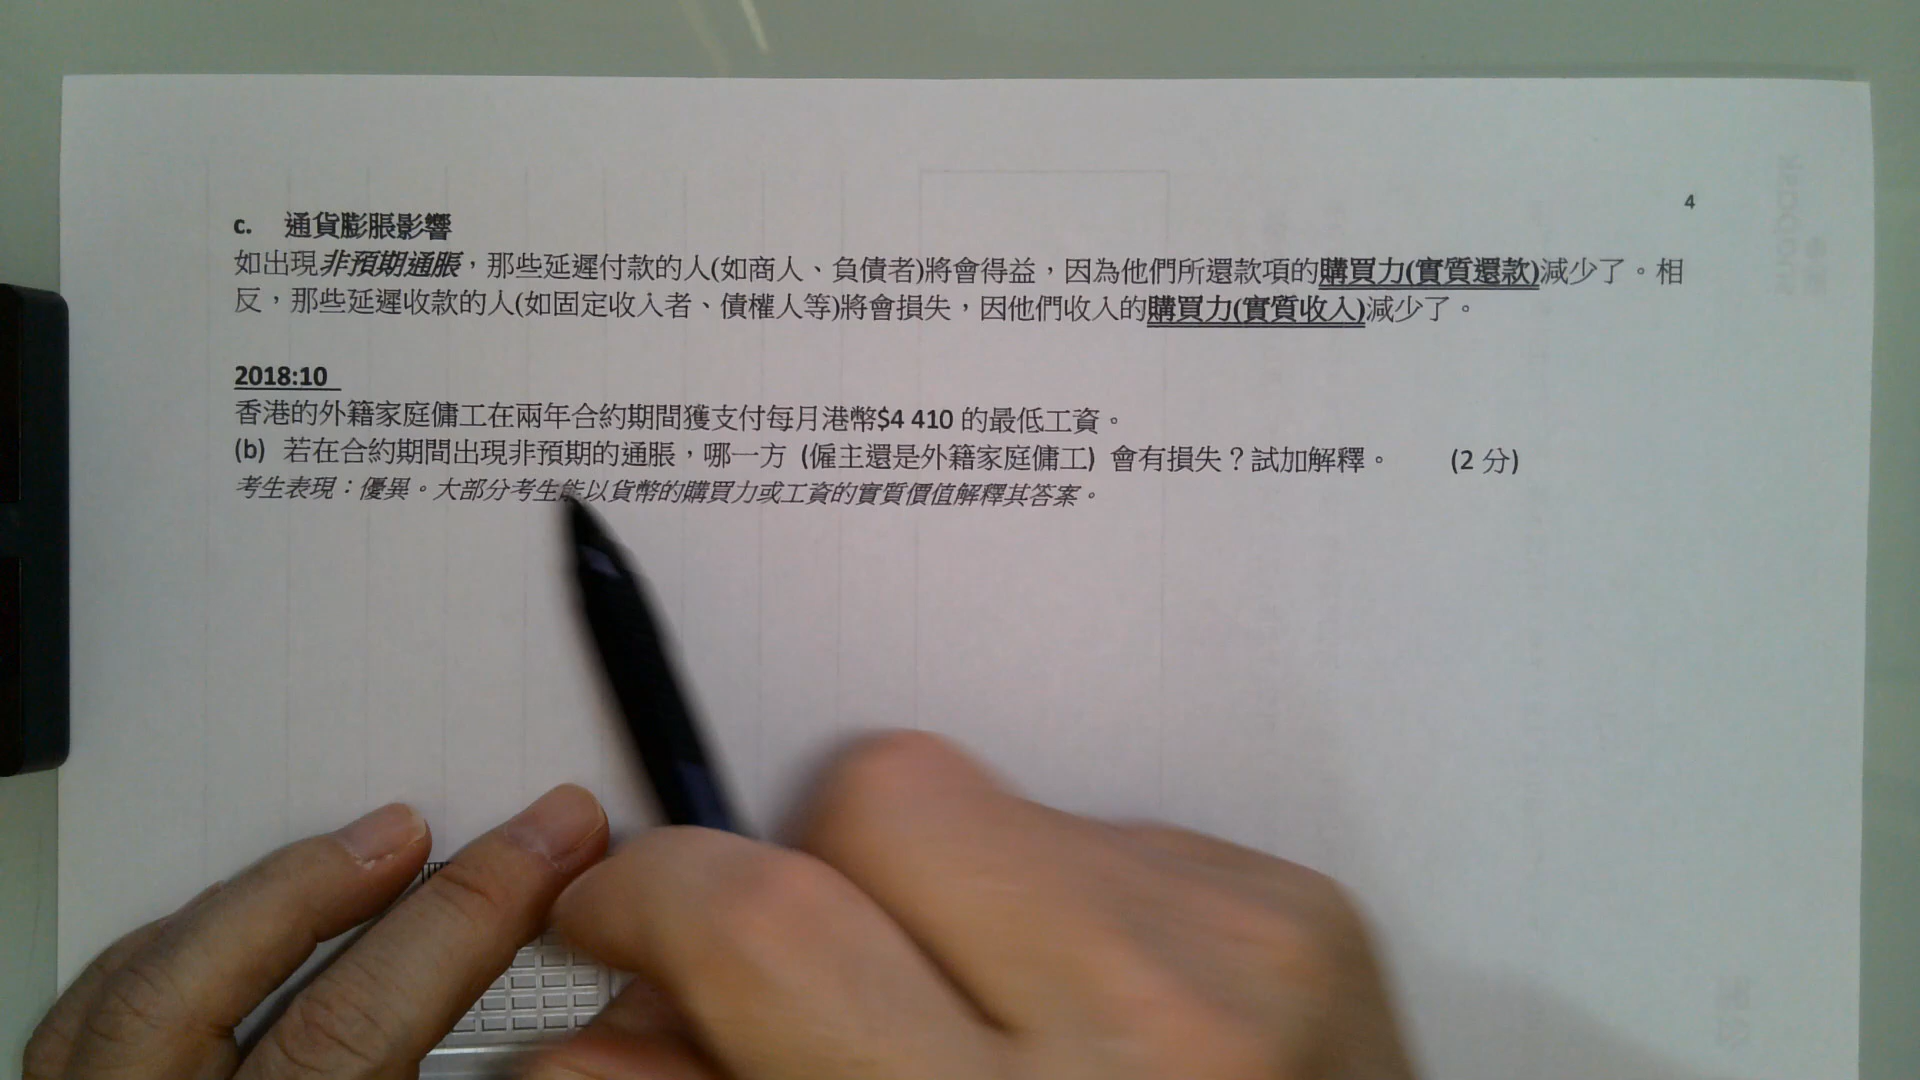 4
c. 通貨膨脹影響
如出現非預期通脹，那些延遲付款的人(如商人、負債者)將會得益，因為他們所還款項的購買力(實質還款)減少了。相
反，那些延遲收款的人(如固定收入者、債權人等)將會損失，因他們收入的購買力(實質收入)減少了。
2018:10
香港的外籍家庭傭工在兩年合約期間獲支付每月港幣$4 410 的最低工資。
(b) 若在合約期間出現非預期的通脹，哪一方 (僱主還是外籍家庭傭工) 會有損失？試加解釋。 (2 分)
考生表現：優異。大部分考生能以貨幣的購買力或工資的實質價值解釋其答案。